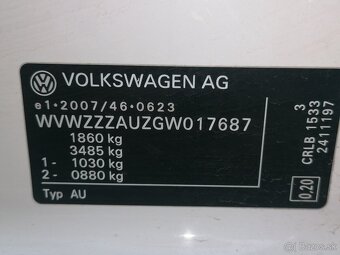 VOLKSWAGEN AG
e1*2007/46*0623
WVWZZZAUZGW017687
1860 kg
3485 kg
1- 1030 kg
2- 0880 kg
Typ AU
3
CRLB 1533
2411197
0.20
bazos.sk